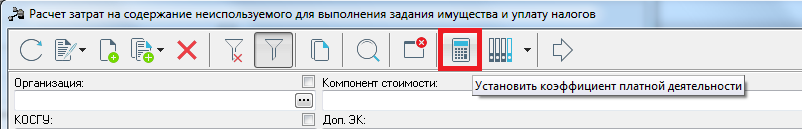 Расчет затрат на содержание неиспользуемого для выполнения задания имущества и уплату налогов
Организация:
Компонент стоимости:
Установить коэффициент платной деятельности
КОСГУ:
Доп. ЭК: